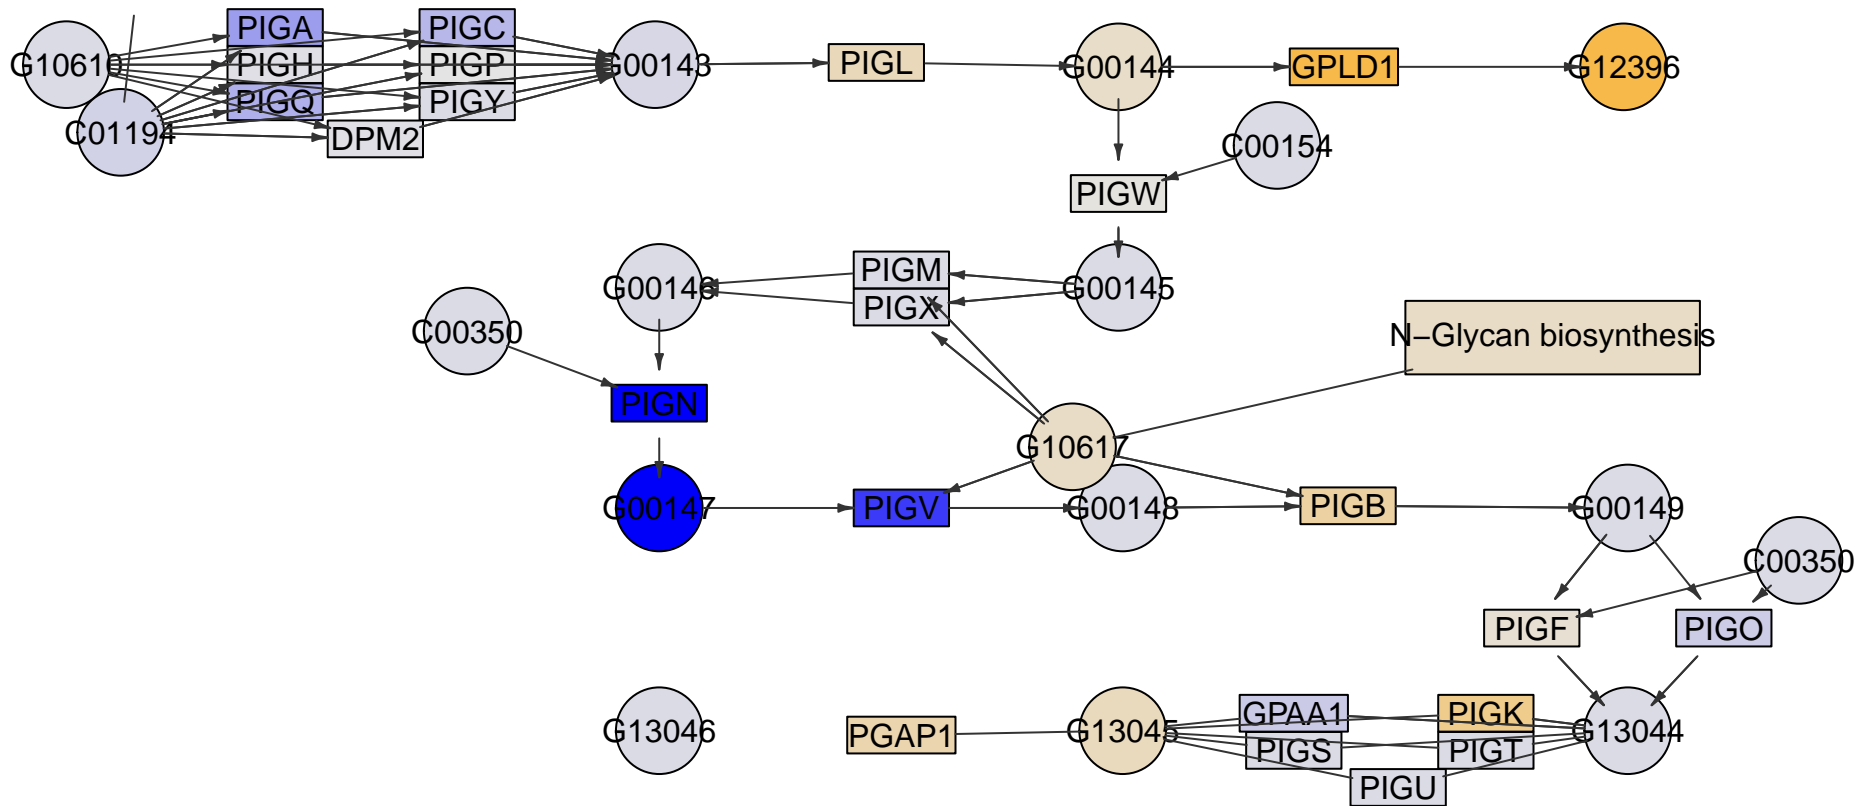 PIGA
PIGC
G10610
PIGH
PIGP
G00143
PIGL
G00144
GPLD1
G12396
PIGQ
PIGY
C01194
DPM2
C00154
PIGW
G00146
PIGM
PIGX
G00145
C00350
N−Glycan biosynthesis
PIGN
G10617
G00147
PIGV
G00148
PIGB
G00149
C00350
PIGF
PIGO
G13046
PGAP1
G13045
GPAA1
PIGK
G13044
PIGS
PIGT
PIGU